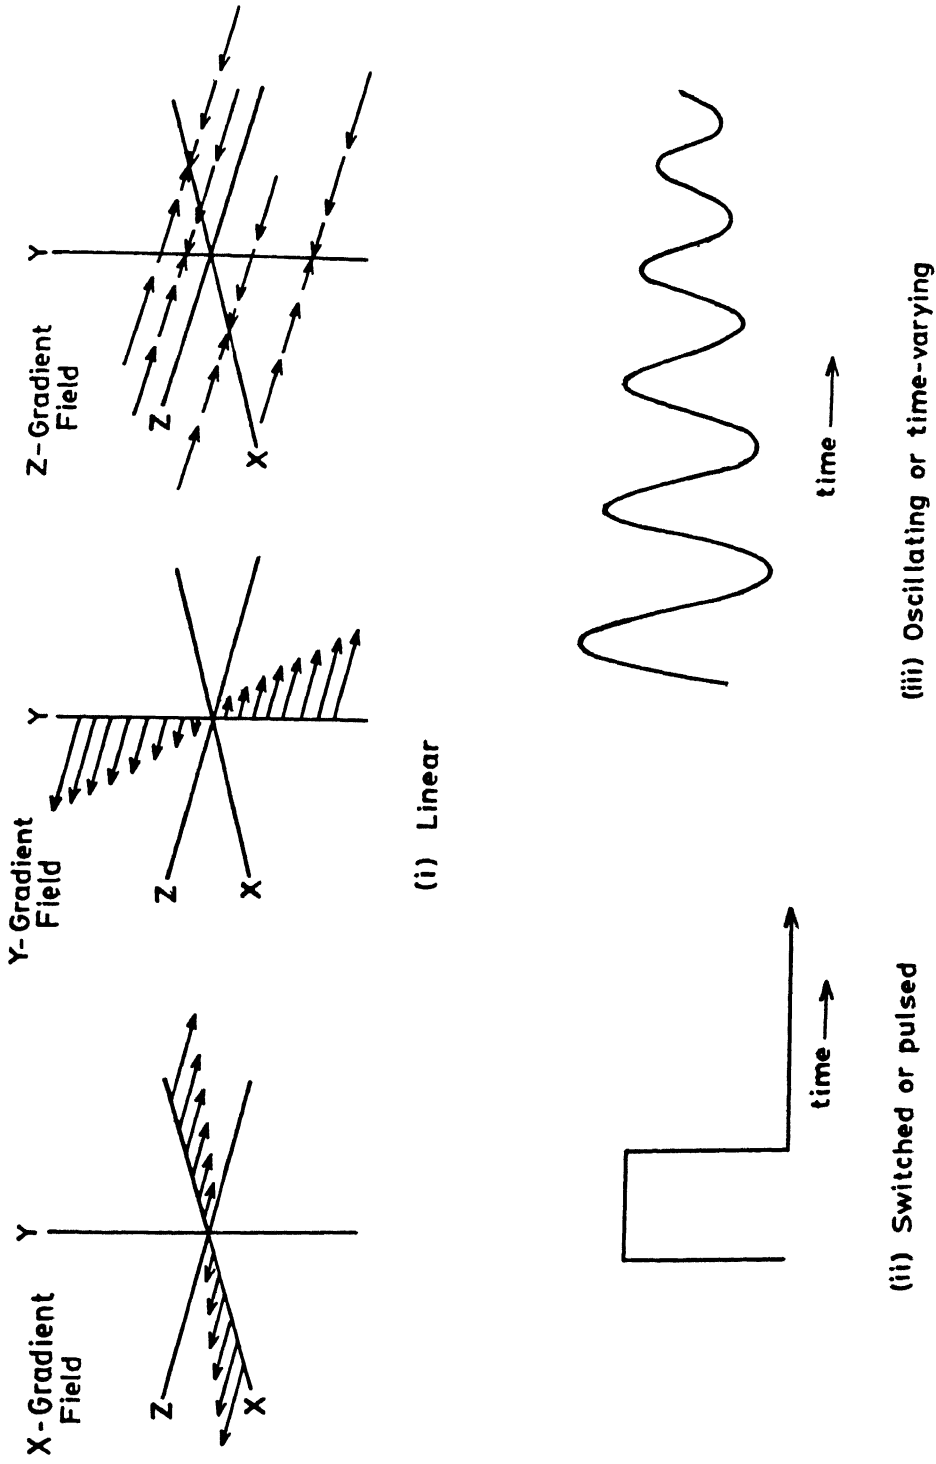 X-Gradient
Field
Y
Z
X
Y-Gradient
Field
Y
Z
X
Z-Gradient
Field
Y
Z
X
(i) Linear
time
(ii) Switched or pulsed
time
(iii) Oscillating or time-varying